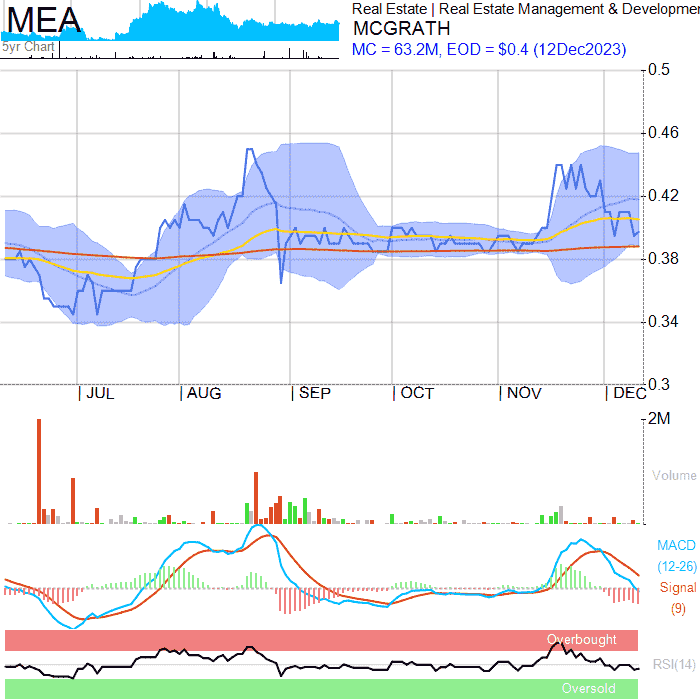 MEA
5yr Chart
Real Estate | Real Estate Management & Developmen
MCGRATH
MC = 63.2M, EOD = $0.4 (12Dec2023)
0.5
0.46
0.42
0.38
0.34
0.3
| JUL | AUG | SEP | OCT | NOV | DEC
2M
Volume
MACD
(12-26)
Signal
(9)
Overbought
RSI(14)
Oversold